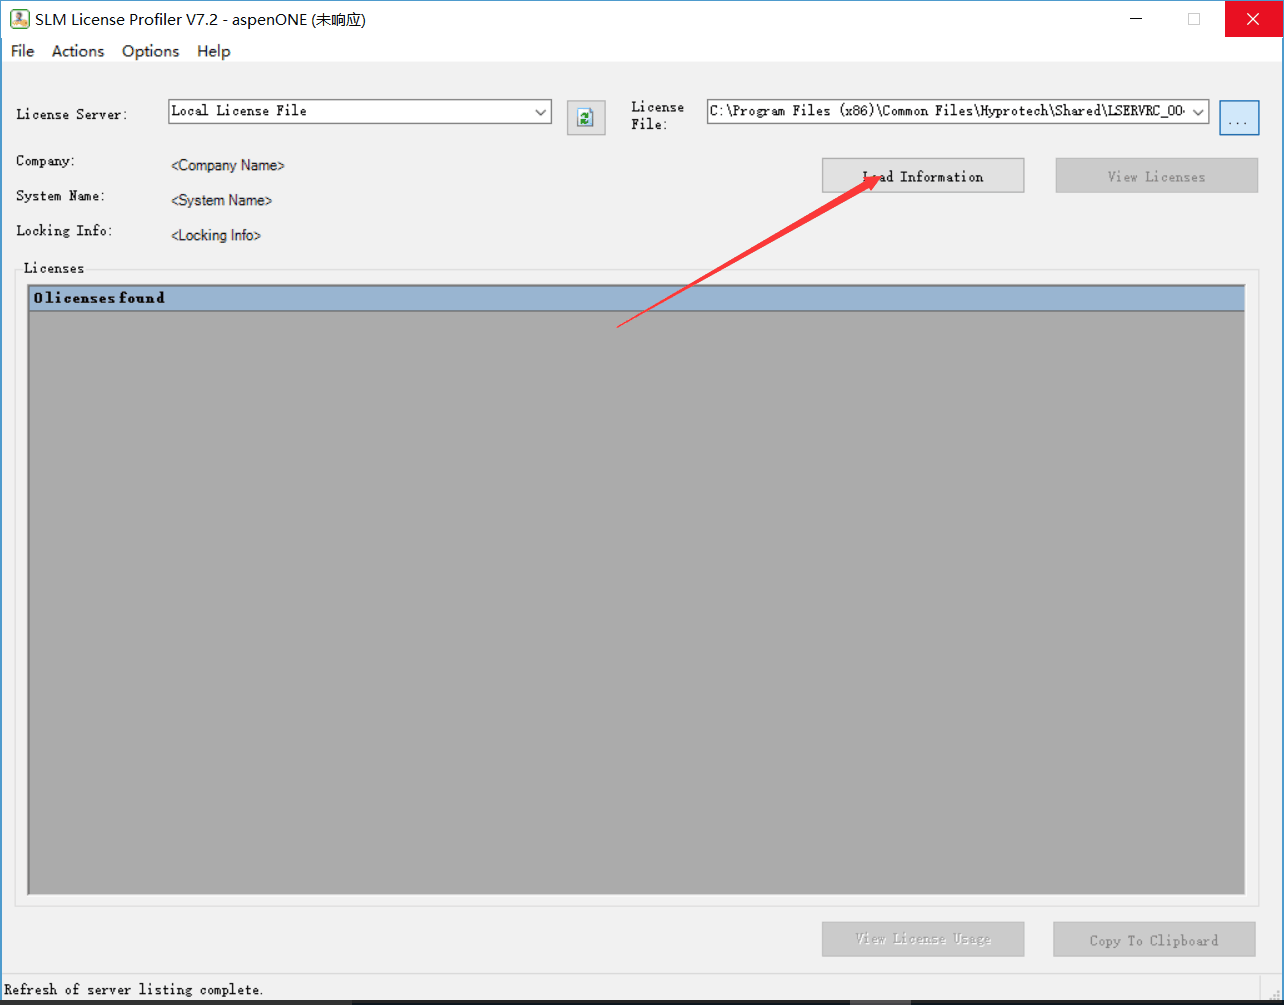 SLM License Profiler V7.2 - aspenONE (未响应)
File Actions Options Help
License Server: Local License File
License File: C:\Program Files (x86)\Common Files\Hyprotech\Shared\LSERVRC_00
...
Company: <Company Name>
Load Information View Licenses
System Name: <System Name>
Locking Info: <Locking Info>
Licenses
0 licenses found
View License Usage Copy To Clipboard
Refresh of server listing complete.